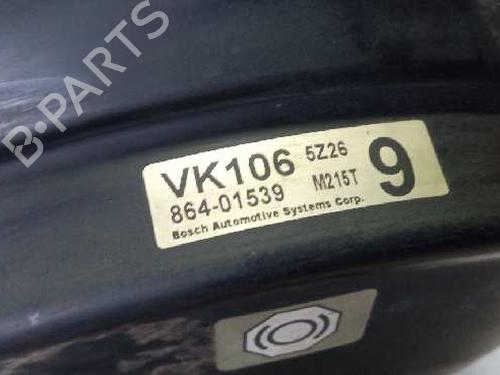 B-PARTS
VK106 5Z26 9
864-01539 M215T
Bosch Automotive Systems Corp.